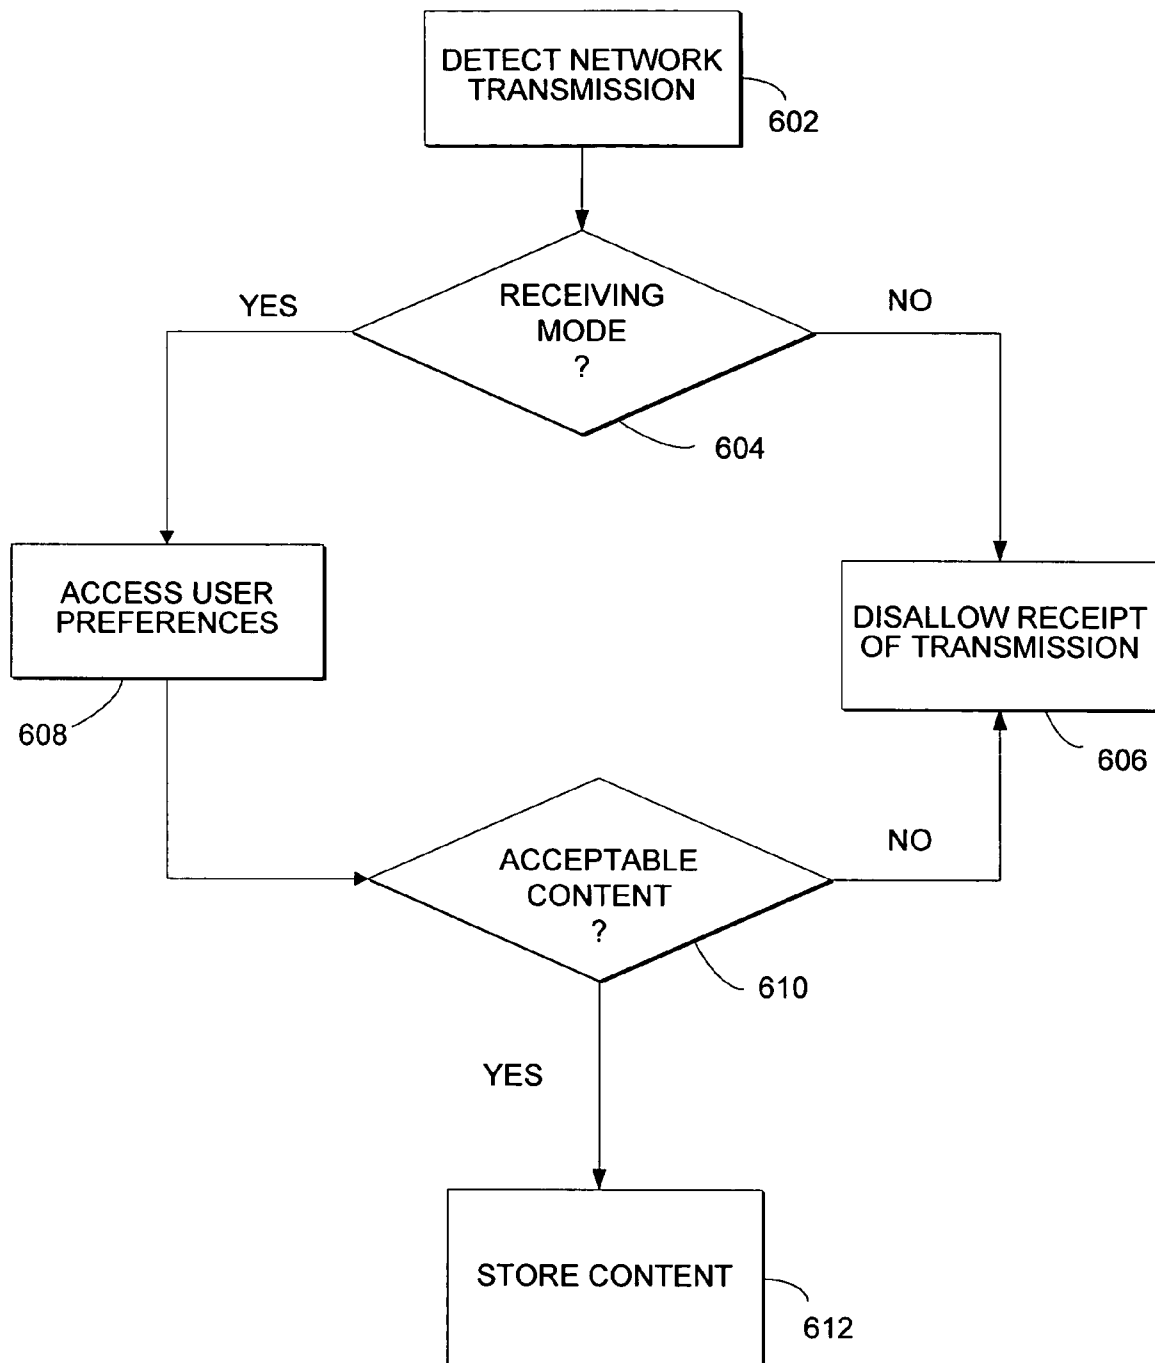 DETECT NETWORK
TRANSMISSION
602
RECEIVING
MODE
?
YES
NO
604
ACCESS USER
PREFERENCES
608
DISALLOW RECEIPT
OF TRANSMISSION
606
ACCEPTABLE
CONTENT
?
NO
610
YES
STORE CONTENT
612